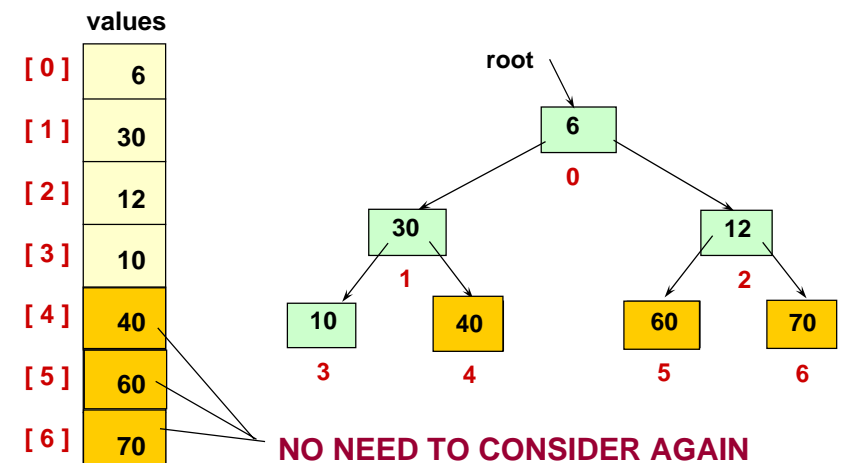 values
[ 0 ] 6
[ 1 ] 30
[ 2 ] 12
[ 3 ] 10
[ 4 ] 40
[ 5 ] 60
[ 6 ] 70
root
6
0
30 12
1 2
10 40 60 70
3 4 5 6
NO NEED TO CONSIDER AGAIN